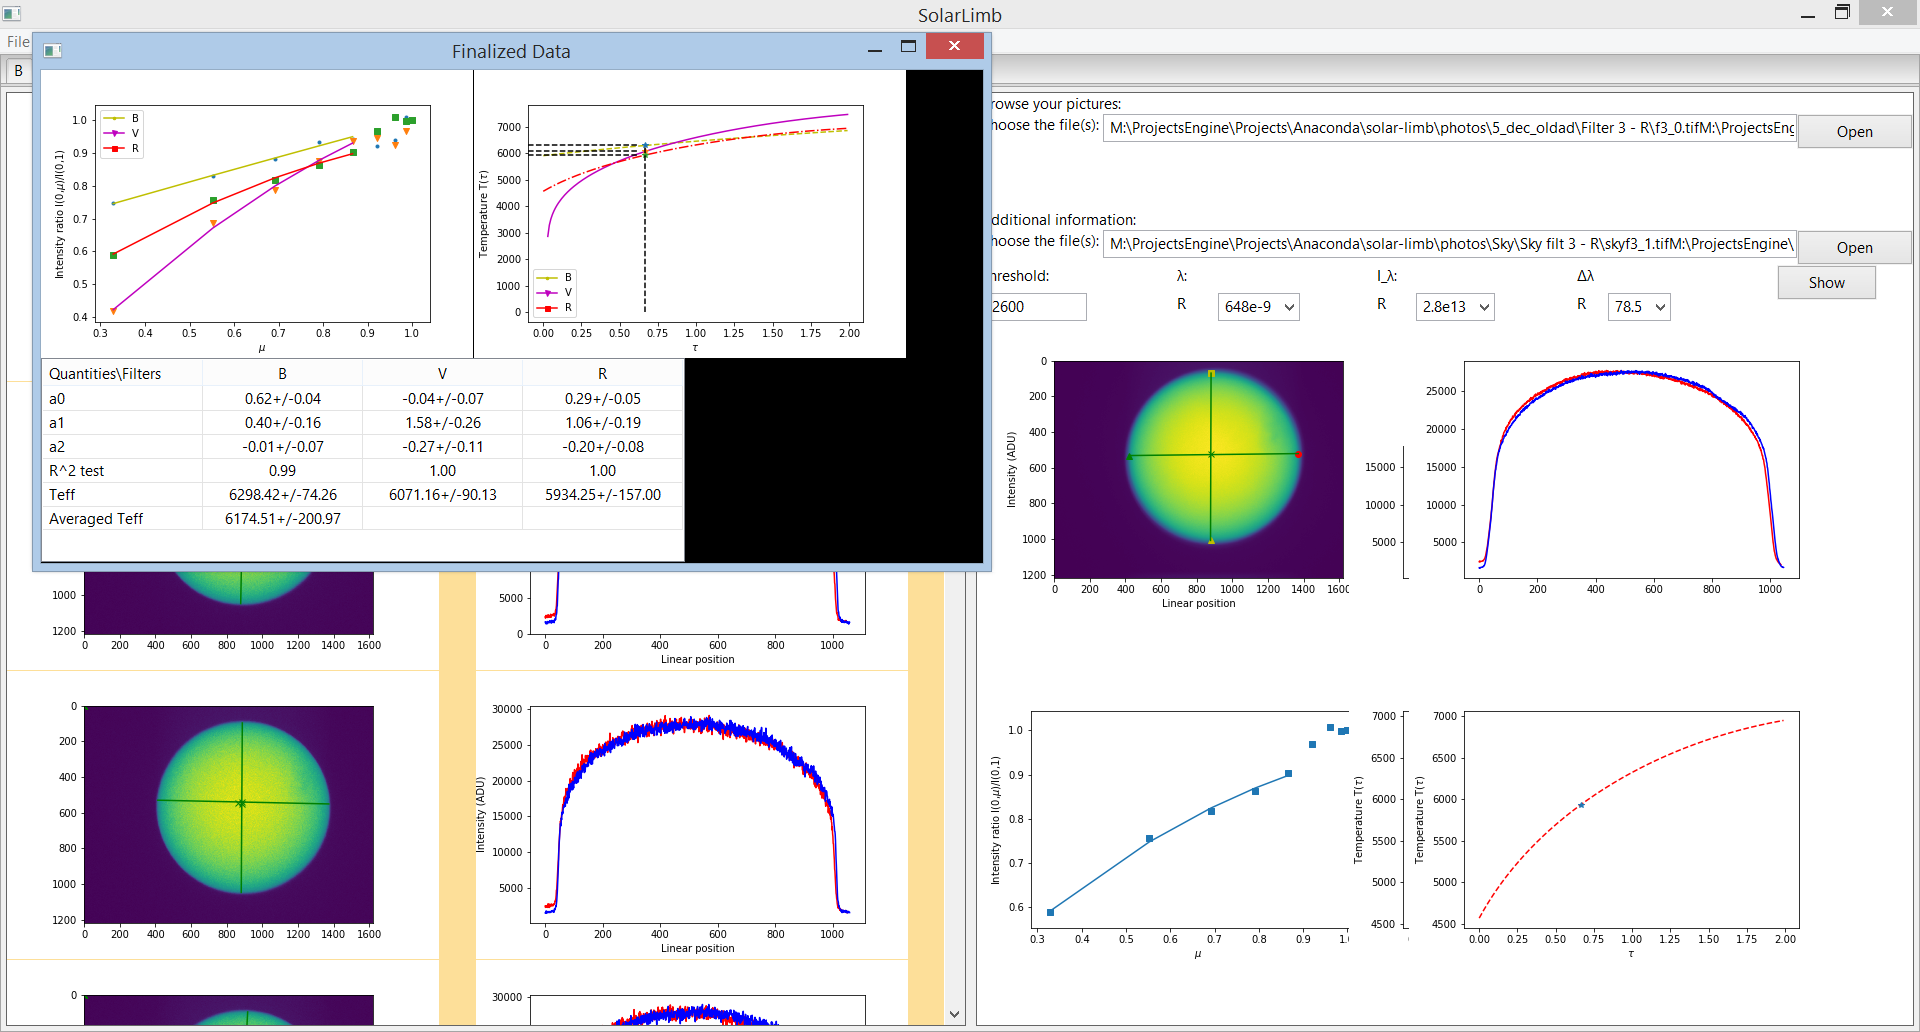 SolarLimb
File
B
Finalized Data
B
V
R
Intensity ratio I(0,μ)/I(0,1)
1.0
0.9
0.8
0.7
0.6
0.5
0.4
0.3 0.4 0.5 0.6 0.7 0.8 0.9 1.0
μ
Temperature T(τ)
7000
6000
5000
4000
3000
2000
1000
0
B
V
R
0.00 0.25 0.50 0.75 1.00 1.25 1.50 1.75 2.00
τ
Quantities\Filters B V R
a0 0.62+/-0.04 -0.04+/-0.07 0.29+/-0.05
a1 0.40+/-0.16 1.58+/-0.26 1.06+/-0.19
a2 -0.01+/-0.07 -0.27+/-0.11 -0.20+/-0.08
R^2 test 0.99 1.00 1.00
Teff 6298.42+/-74.26 6071.16+/-90.13 5934.25+/-157.00
Averaged Teff 6174.51+/-200.97
rowse your pictures:
hoose the file(s): M:\ProjectsEngine\Projects\Anaconda\solar-limb\photos\5_dec_oldad\Filter 3 - R\f3_0.tifM:\ProjectsEng Open
dditional information:
hoose the file(s): M:\ProjectsEngine\Projects\Anaconda\solar-limb\photos\Sky\Sky filt 3 - R\skyf3_1.tifM:\ProjectsEngine\ Open
hreshold: λ: I_λ: Δλ Show
2600 R 648e-9 R 2.8e13 R 78.5
0
200
400
600
800
1000
1200
Intensity (ADU)
0 200 400 600 800 1000 1200 1400 160(
Linear position
15000
10000
5000
25000
20000
15000
10000
5000
0 200 400 600 800 1000
1000
1200
0 200 400 600 800 1000 1200 1400 1600
5000
0
0 200 400 600 800 1000
Linear position
0
200
400
600
800
1000
1200
0 200 400 600 800 1000 1200 1400 1600
Intensity (ADU)
30000
25000
20000
15000
10000
5000
0 200 400 600 800 1000
Linear position
0
30000
Intensity ratio I(0,μ)/I(0,1)
1.0
0.9
0.8
0.7
0.6
0.3 0.4 0.5 0.6 0.7 0.8 0.9 1.(
μ
Temperature T(τ)
7000
6500
6000
5500
5000
4500
Temperature T(τ)
7000
6500
6000
5500
5000
4500
0.00 0.25 0.50 0.75 1.00 1.25 1.50 1.75 2.00
τ